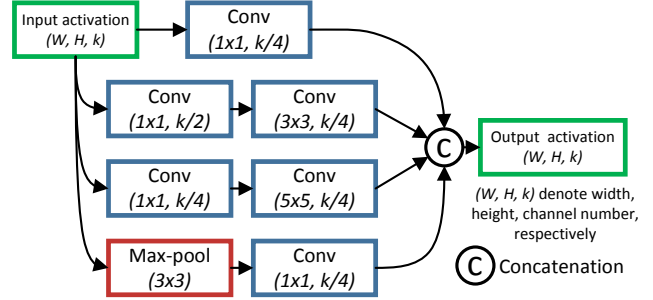 Input activation
(W, H, k)
Conv
(1x1, k/4)
Conv
(1x1, k/2)
Conv
(3x3, k/4)
Conv
(1x1, k/4)
Conv
(5x5, k/4)
Max-pool
(3x3)
Conv
(1x1, k/4)
C
Output activation
(W, H, k)
(W, H, k) denote width,
height, channel number,
respectively
C Concatenation